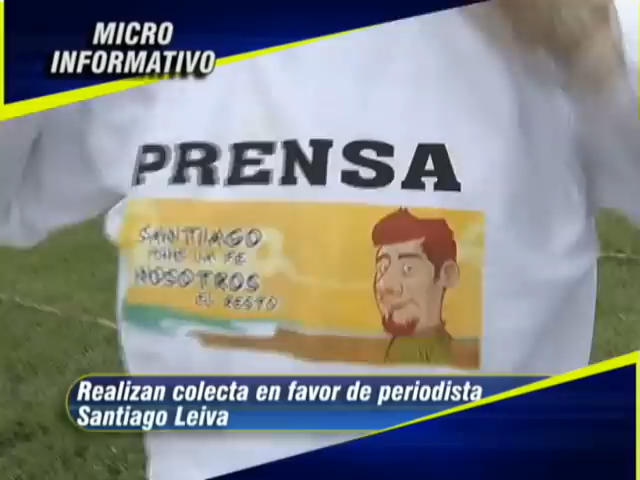 MICRO
INFORMATIVO
PRENSA
SANTIAGO
PONE LA FE
NOSOTROS
EL RESTO
Realizan colecta en favor de periodista
Santiago Leiva